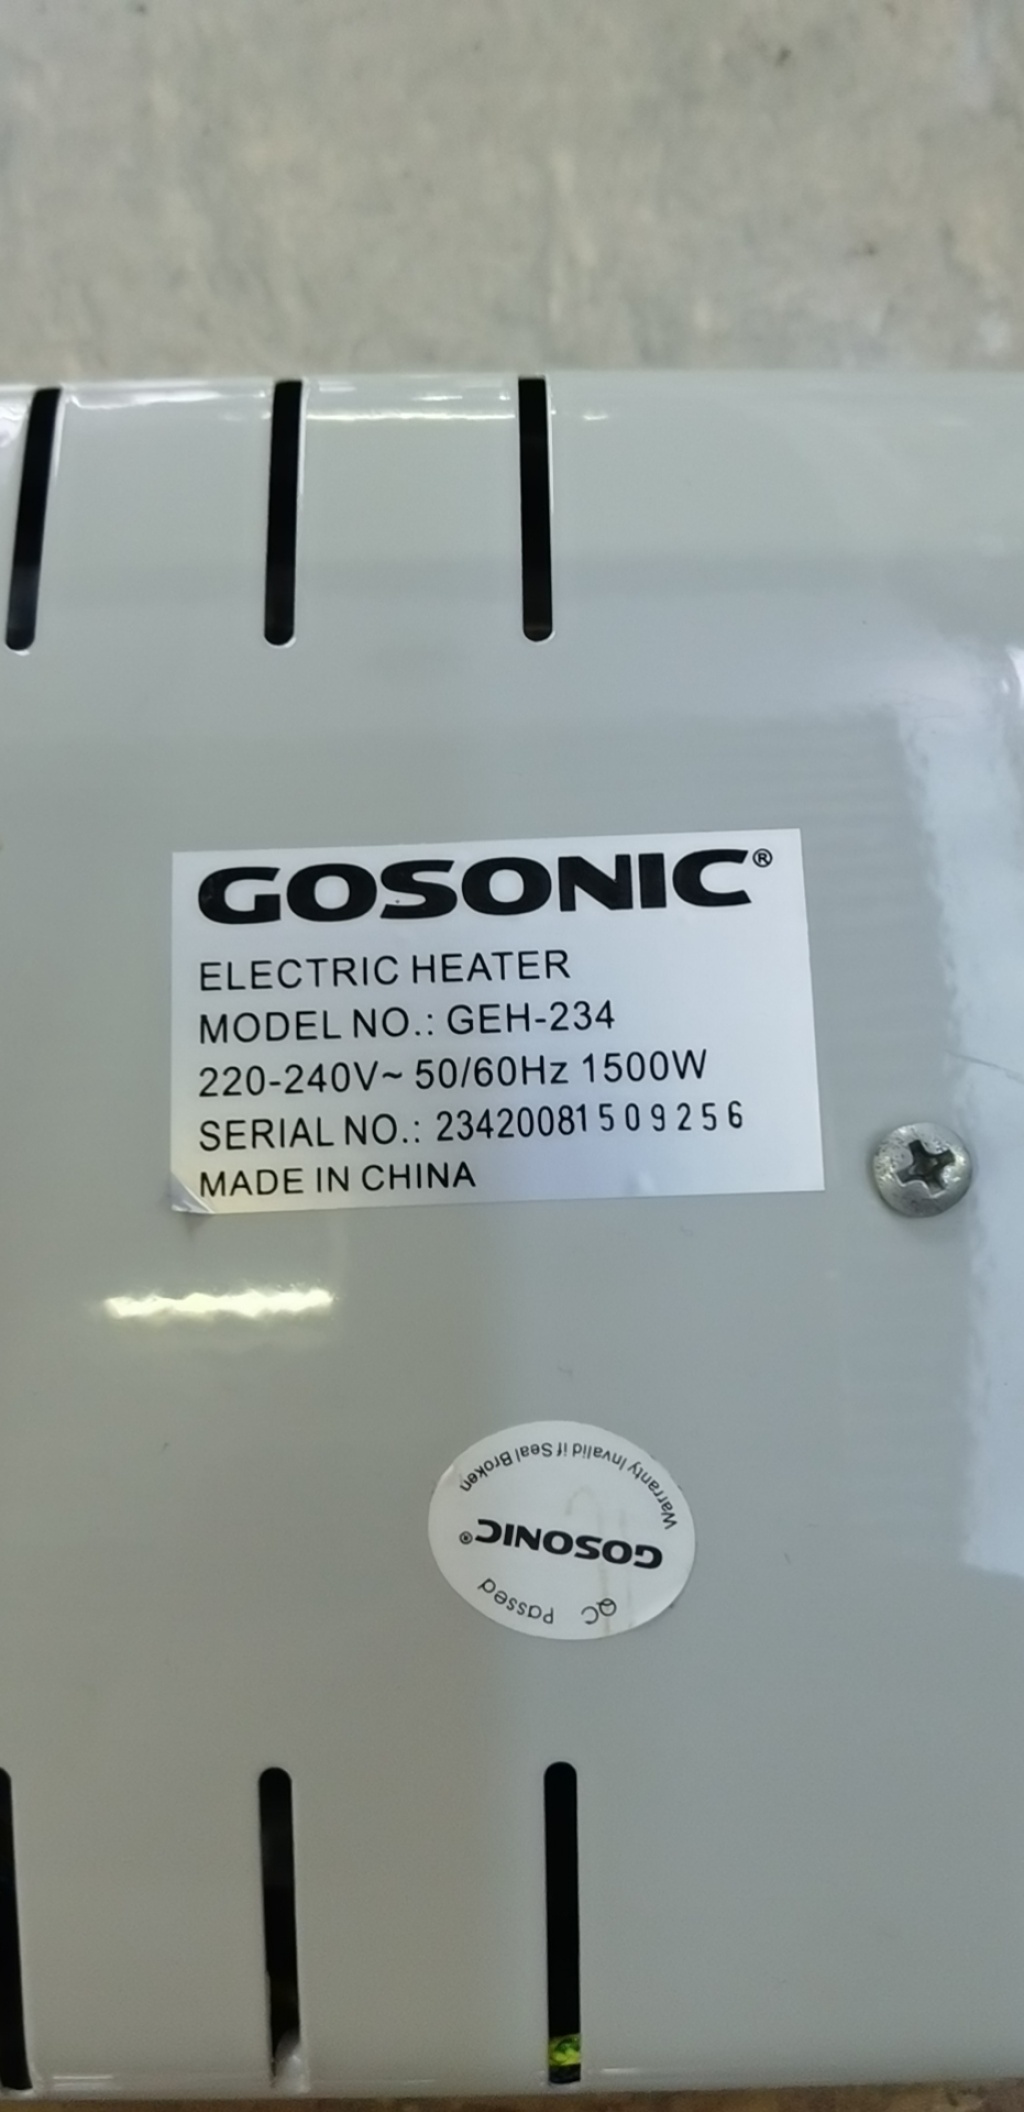 GOSONIC®
ELECTRIC HEATER
MODEL NO.: GEH-234
220-240V~ 50/60Hz 1500W
SERIAL NO.: 23420081509256
MADE IN CHINA
QC Passed
GOSONIC®
Warranty Invalid if Seal Broken